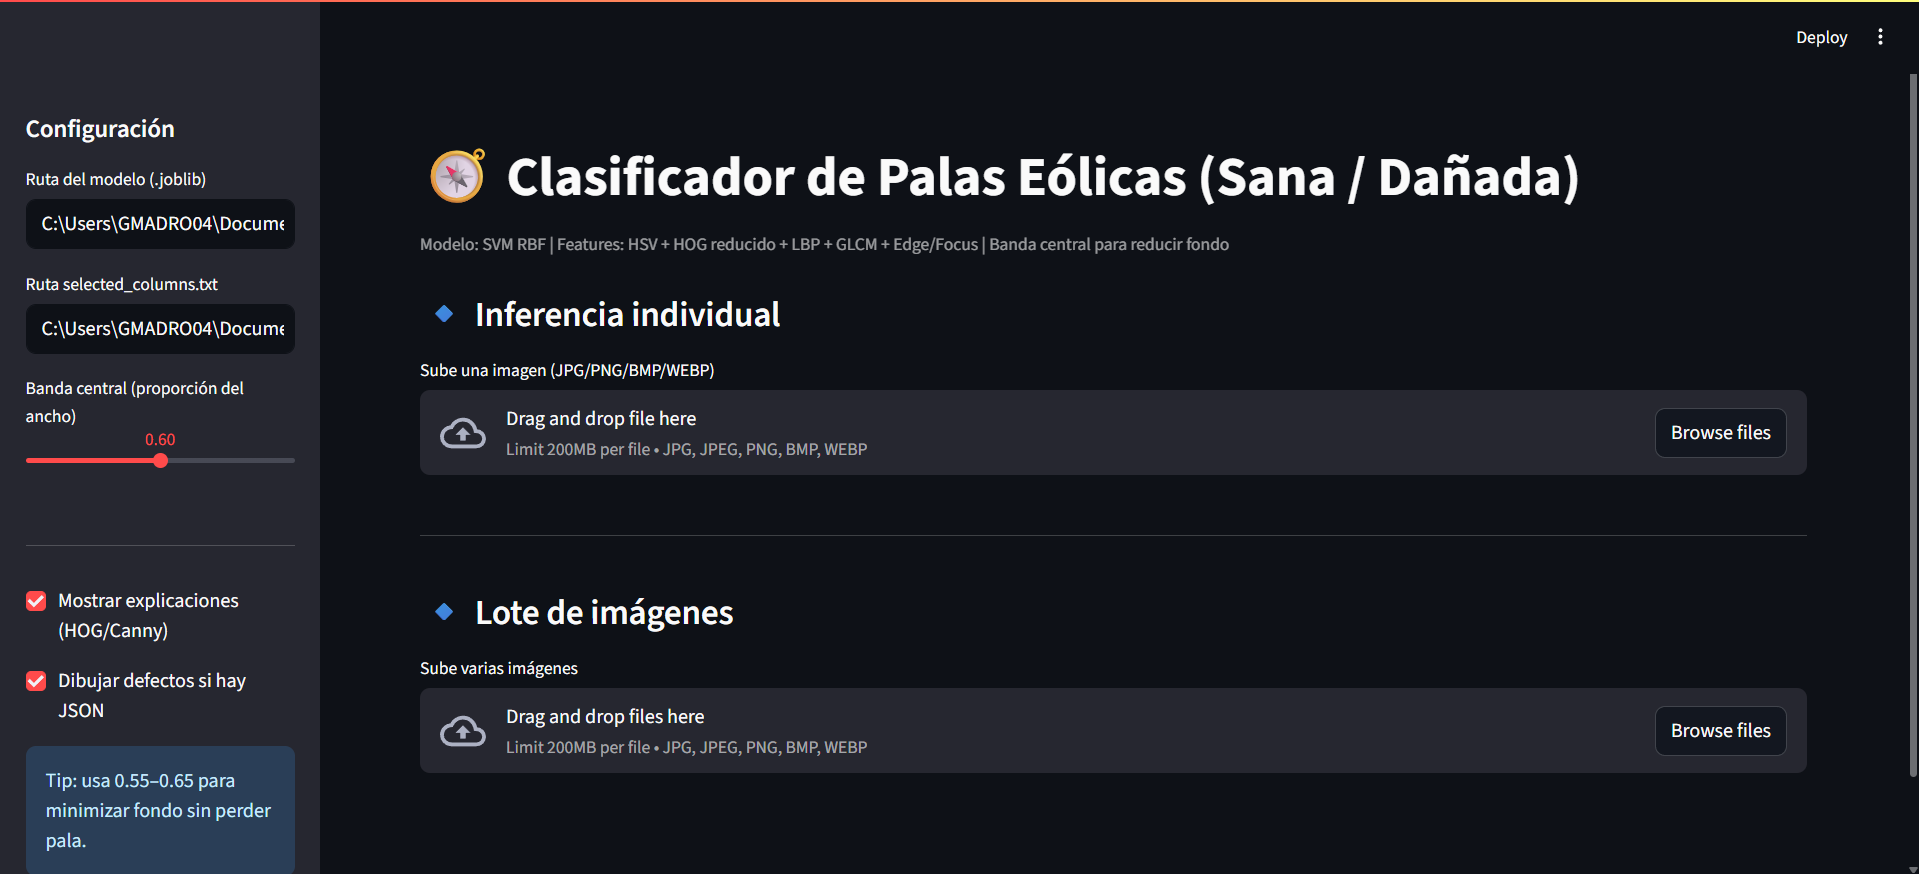 Deploy
Configuración
Ruta del modelo (.joblib)
C:\Users\GMADRO04\Docume
Ruta selected_columns.txt
C:\Users\GMADRO04\Docume
Banda central (proporción del
ancho)
0.60
Mostrar explicaciones
(HOG/Canny)
Dibujar defectos si hay
JSON
Tip: usa 0.55–0.65 para
minimizar fondo sin perder
pala.
Clasificador de Palas Eólicas (Sana / Dañada)
Modelo: SVM RBF | Features: HSV + HOG reducido + LBP + GLCM + Edge/Focus | Banda central para reducir fondo
Inferencia individual
Sube una imagen (JPG/PNG/BMP/WEBP)
Drag and drop file here
Limit 200MB per file • JPG, JPEG, PNG, BMP, WEBP
Browse files
Lote de imágenes
Sube varias imágenes
Drag and drop files here
Limit 200MB per file • JPG, JPEG, PNG, BMP, WEBP
Browse files